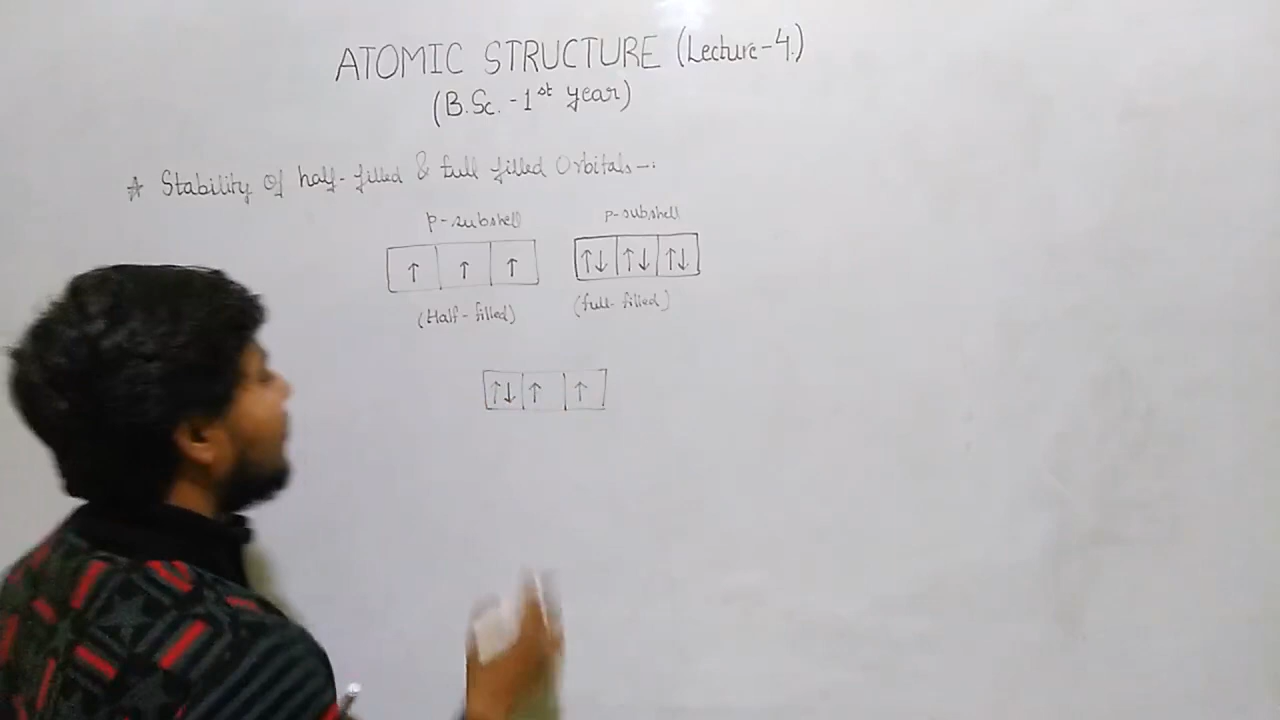 ATOMIC STRUCTURE (Lecture-4.)
(B.Sc. - 1st year)
☆ Stability of half-filled & full filled Orbitals-:
p-subshell
p-subshell
↑ ↑ ↑
↑↓ ↑↓ ↑↓
(Half-filled)
(full-filled)
↑↓ ↑ ↑